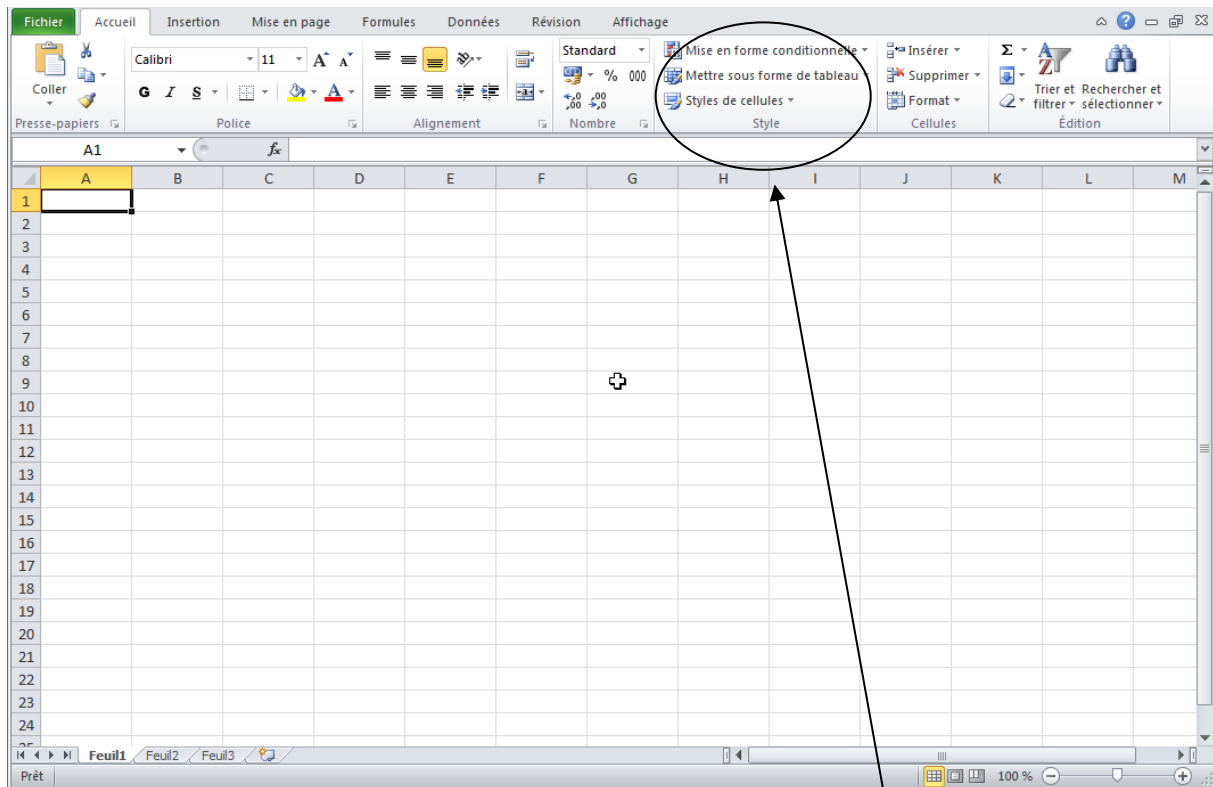 Fichier Accueil Insertion Mise en page Formules Données Révision Affichage
Coller
Presse-papiers
Calibri 11
G I S A
Police
Alignement
Standard
% 000
,00 ,0
Nombre
Mise en forme conditionnelle
Mettre sous forme de tableau
Styles de cellules
Style
Insérer
Supprimer
Format
Cellules
Σ
Trier et filtrer
Rechercher et sélectionner
Édition
A1 fx
A B C D E F G H I J K L M
1
2
3
4
5
6
7
8
9
10
11
12
13
14
15
16
17
18
19
20
21
22
23
24
25
Feuil1 Feuil2 Feuil3
Prêt 100 %